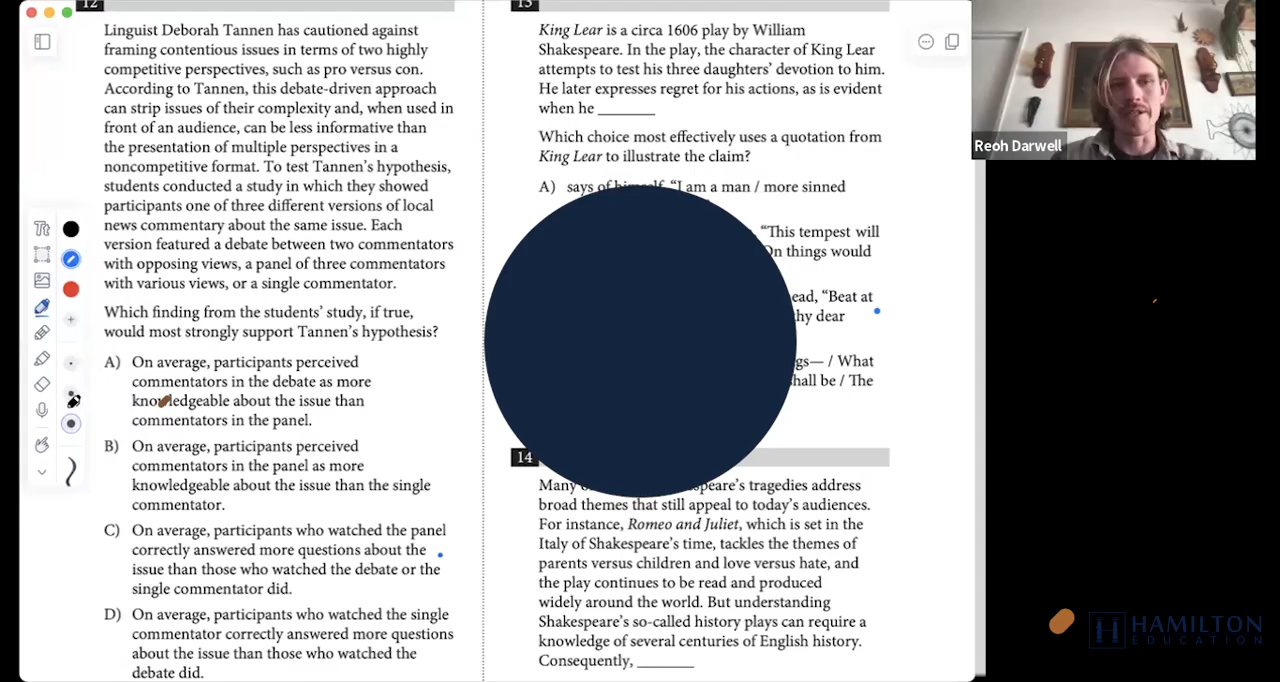 12
Linguist Deborah Tannen has cautioned against
framing contentious issues in terms of two highly
competitive perspectives, such as pro versus con.
According to Tannen, this debate-driven approach
can strip issues of their complexity and, when used in
front of an audience, can be less informative than
the presentation of multiple perspectives in a
noncompetitive format. To test Tannen's hypothesis,
students conducted a study in which they showed
participants one of three different versions of local
news commentary about the same issue. Each
version featured a debate between two commentators
with opposing views, a panel of three commentators
with various views, or a single commentator.
Which finding from the students' study, if true,
would most strongly support Tannen's hypothesis?
A) On average, participants perceived
commentators in the debate as more
knowledgeable about the issue than
commentators in the panel.
B) On average, participants perceived
commentators in the panel as more
knowledgeable about the issue than the single
commentator.
C) On average, participants who watched the panel
correctly answered more questions about the
issue than those who watched the debate or the
single commentator did.
D) On average, participants who watched the single
commentator correctly answered more questions
about the issue than those who watched the
debate did.
13
King Lear is a circa 1606 play by William
Shakespeare. In the play, the character of King Lear
attempts to test his three daughters' devotion to him.
He later expresses regret for his actions, as is evident
when he ______
Which choice most effectively uses a quotation from
King Lear to illustrate the claim?
A) says of himself, "I am a man / more sinned
"This tempest will
On things would
ead, "Beat at
thy dear
gs— / What
shall be / The
14
Many of Shakespeare's tragedies address
broad themes that still appeal to today's audiences.
For instance, Romeo and Juliet, which is set in the
Italy of Shakespeare's time, tackles the themes of
parents versus children and love versus hate, and
the play continues to be read and produced
widely around the world. But understanding
Shakespeare's so-called history plays can require a
knowledge of several centuries of English history.
Consequently, ______
Reoh Darwell
Tt
HAMILTON
EDUCATION